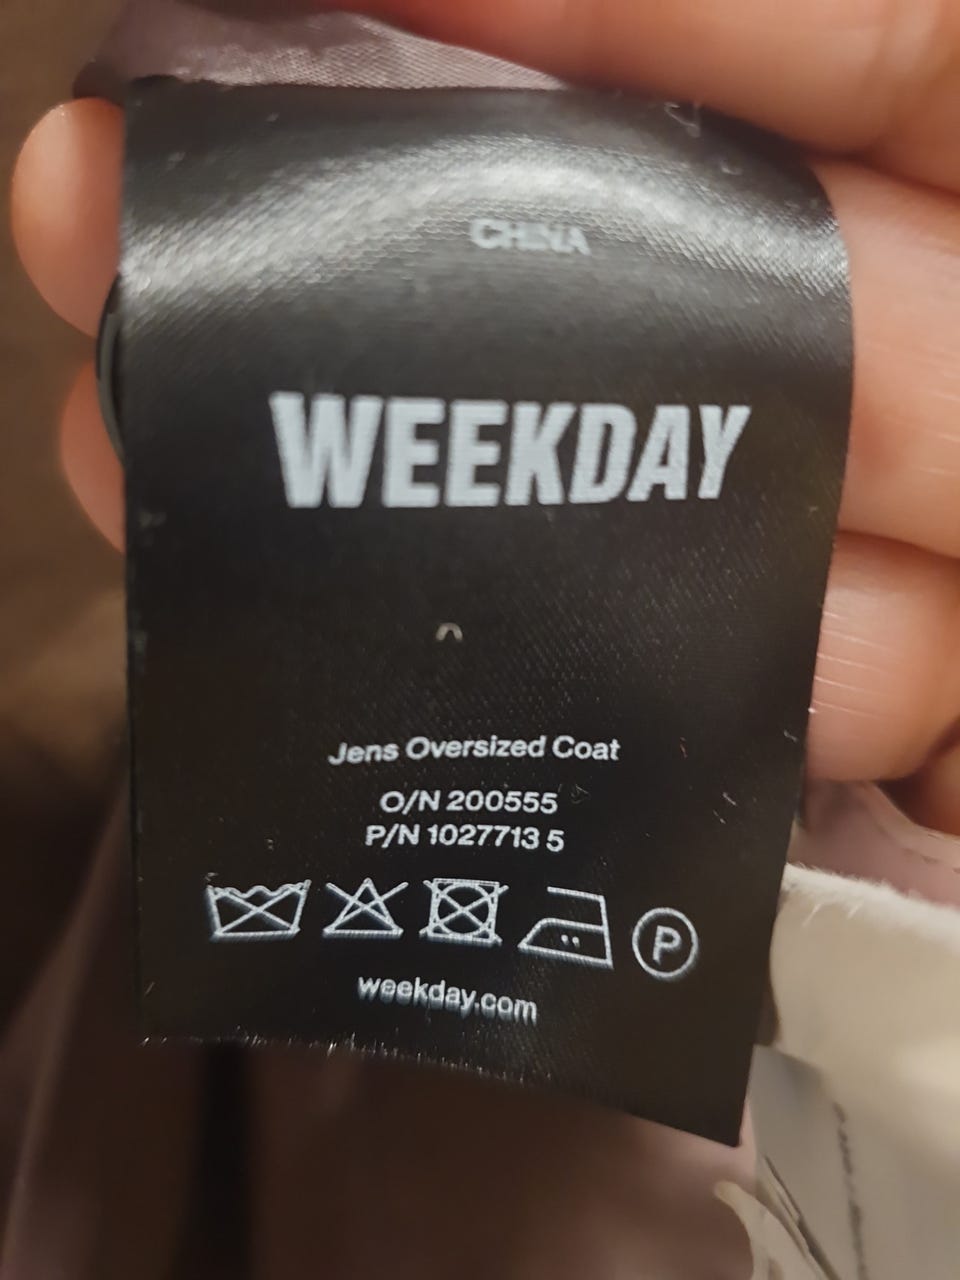 CHINA
WEEKDAY
Jens Oversized Coat
O/N 200555
P/N 1027713 5
P
weekday.com